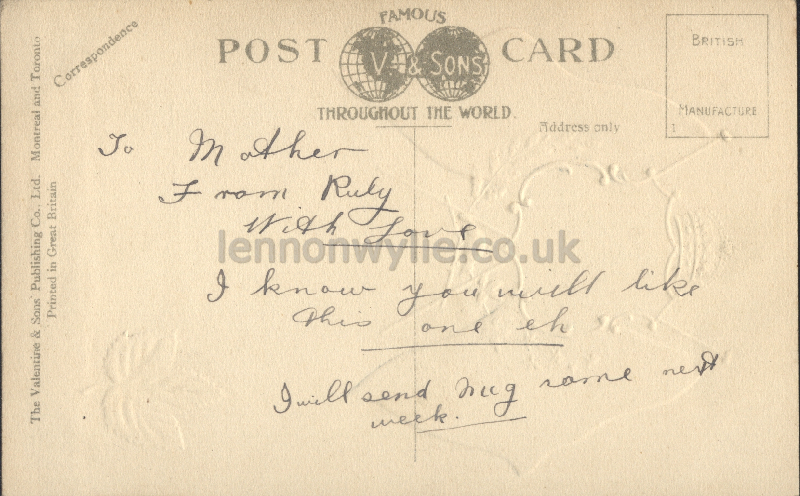 FAMOUS
POST CARD
V. & SONS
THROUGHOUT THE WORLD.
Correspondence
Address only
BRITISH
MANUFACTURE
1
The Valentine & Sons' Publishing Co., Ltd. Montreal and Toronto
Printed in Great Britain
To Mother
From Ruby
With Love
lennonwylie.co.uk
I know you will like
this one eh
I will send Meg some next
week.